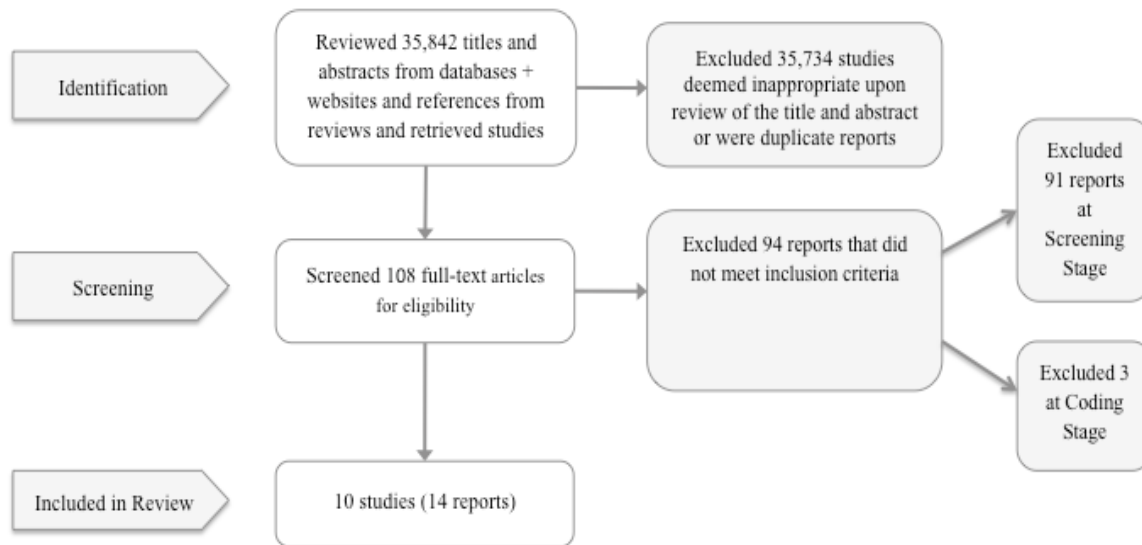 Identification
Reviewed 35,842 titles and
abstracts from databases +
websites and references from
reviews and retrieved studies
Excluded 35,734 studies
deemed inappropriate upon
review of the title and abstract
or were duplicate reports
Excluded
91 reports
at
Screening
Stage
Screening
Screened 108 full-text articles
for eligibility
Excluded 94 reports that did
not meet inclusion criteria
Excluded 3
at Coding
Stage
Included in Review
10 studies (14 reports)